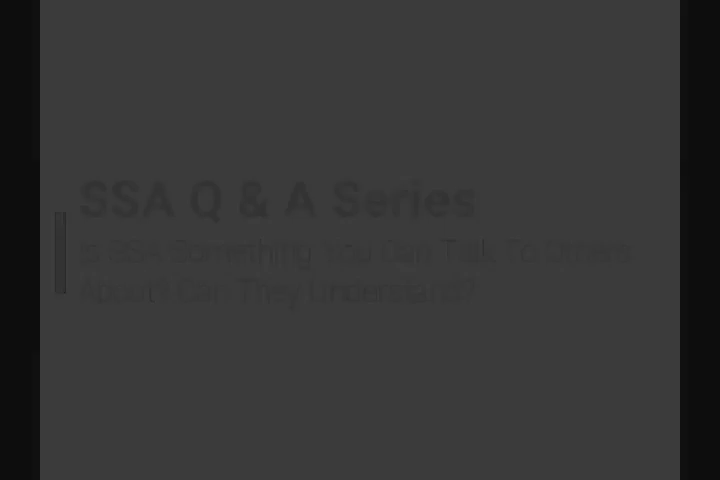 SSA Q & A Series
Is SSA Something You Can Talk To Others
About? Can They Understand?